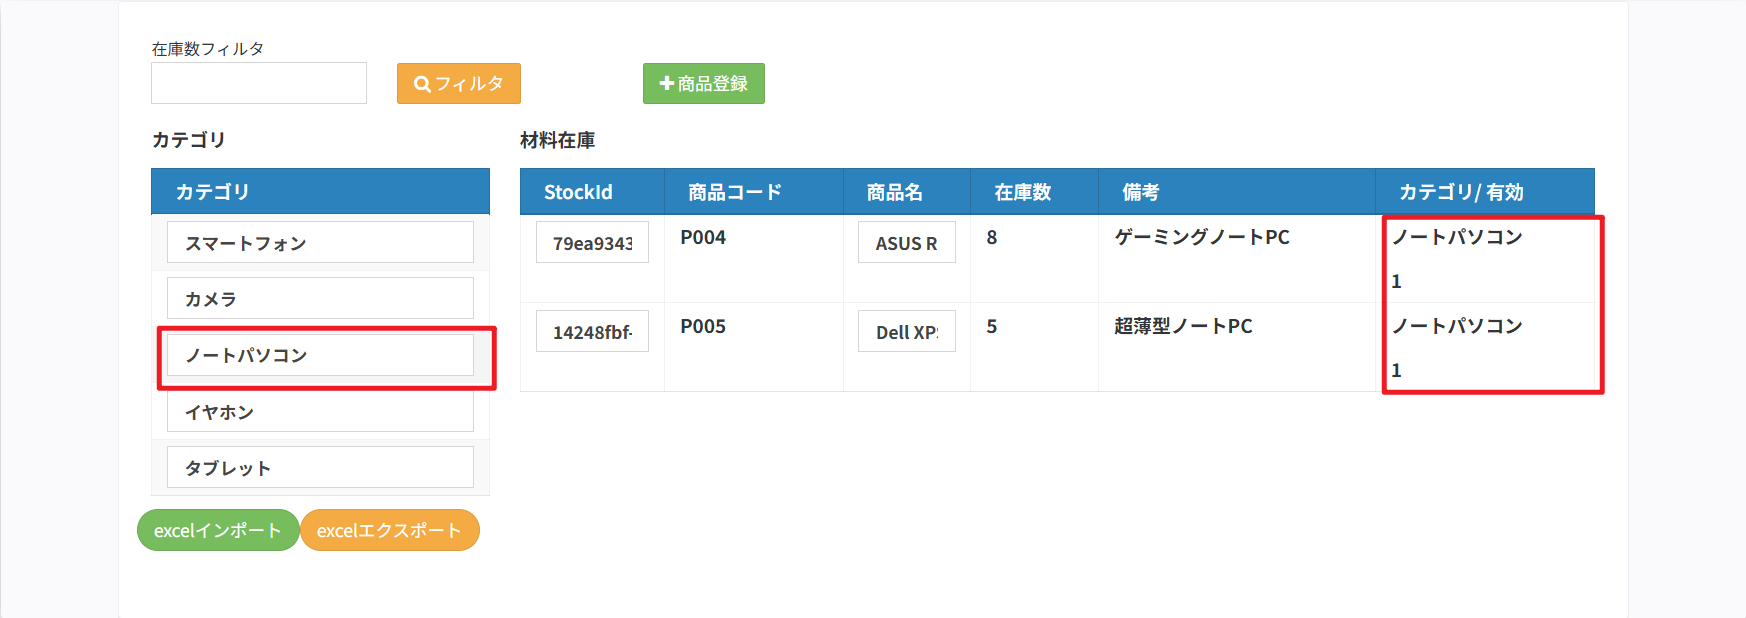 在庫数フィルタ
フィルタ
商品登録
カテゴリ
カテゴリ
スマートフォン
カメラ
ノートパソコン
イヤホン
タブレット
excelインポート excelエクスポート
材料在庫
StockId 商品コード 商品名 在庫数 備考 カテゴリ/ 有効
79ea9343 P004 ASUS R 8 ゲーミングノートPC ノートパソコン
1
14248fbf- P005 Dell XPS 5 超薄型ノートPC ノートパソコン
1